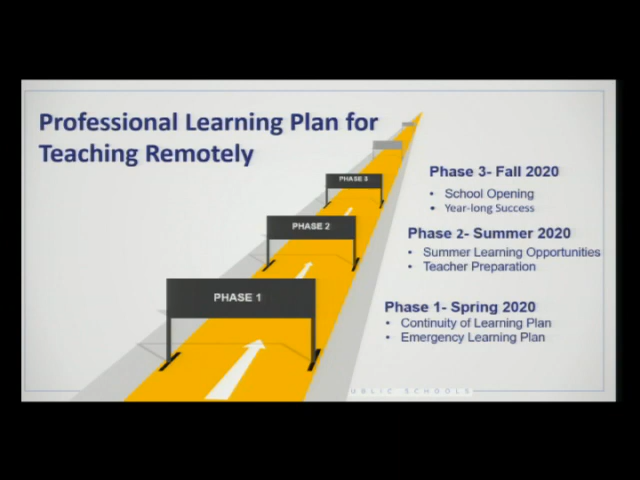 Professional Learning Plan for
Teaching Remotely
PHASE 3
PHASE 2
PHASE 1
Phase 3- Fall 2020
• School Opening
• Year-long Success
Phase 2- Summer 2020
• Summer Learning Opportunities
• Teacher Preparation
Phase 1- Spring 2020
• Continuity of Learning Plan
• Emergency Learning Plan
SCHOOLS